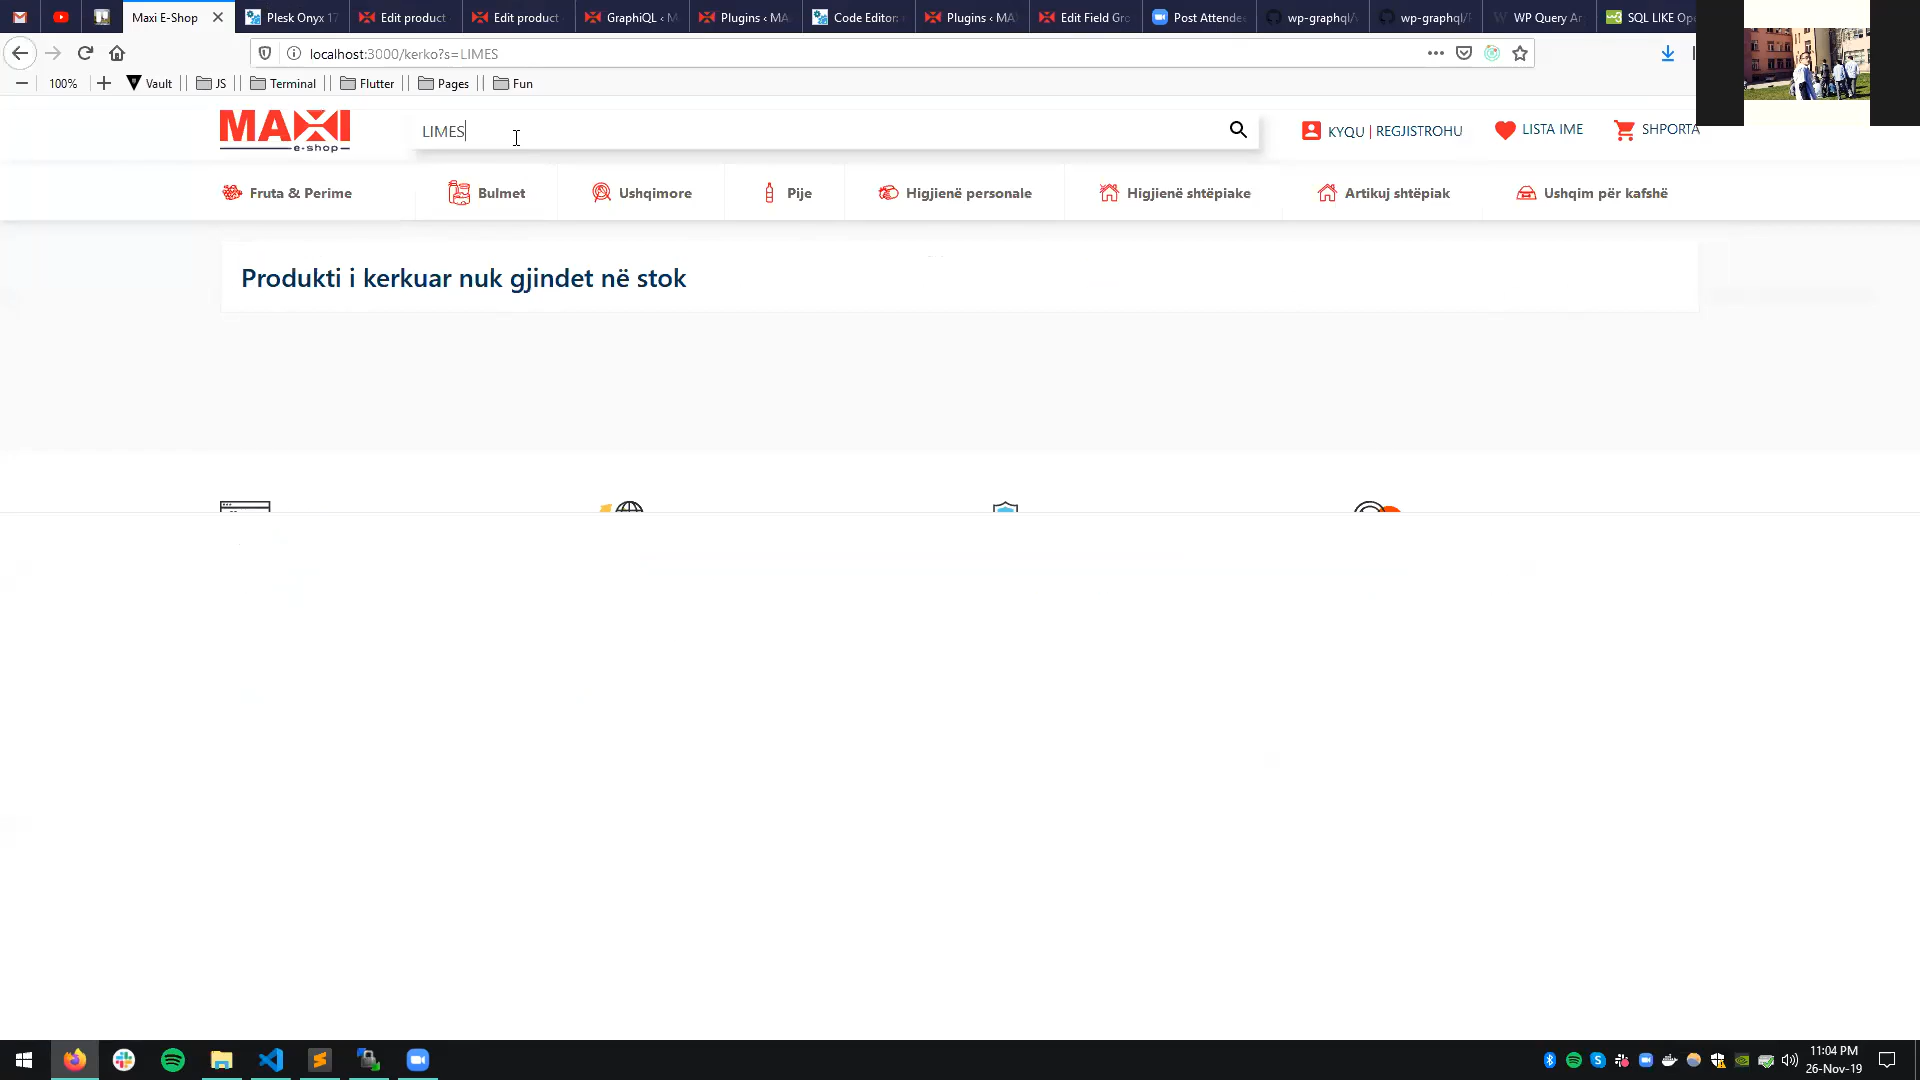 Maxi E-Shop
Plesk Onyx 17
Edit product
Edit product
GraphiQL ‹ M
Plugins ‹ MA
Code Editor:
Plugins ‹ MA
Edit Field Gro
Post Attende
wp-graphql/
wp-graphql/
WP Query Ar
SQL LIKE Op
localhost:3000/kerko?s=LIMES
100%
Vault
JS
Terminal
Flutter
Pages
Fun
MAXI
e-shop
LIMES
KYQU | REGJISTROHU
LISTA IME
SHPORTA
Fruta & Perime
Bulmet
Ushqimore
Pije
Higjienë personale
Higjienë shtëpiake
Artikuj shtëpiak
Ushqim për kafshë
Produkti i kerkuar nuk gjindet në stok
11:04 PM
26-Nov-19